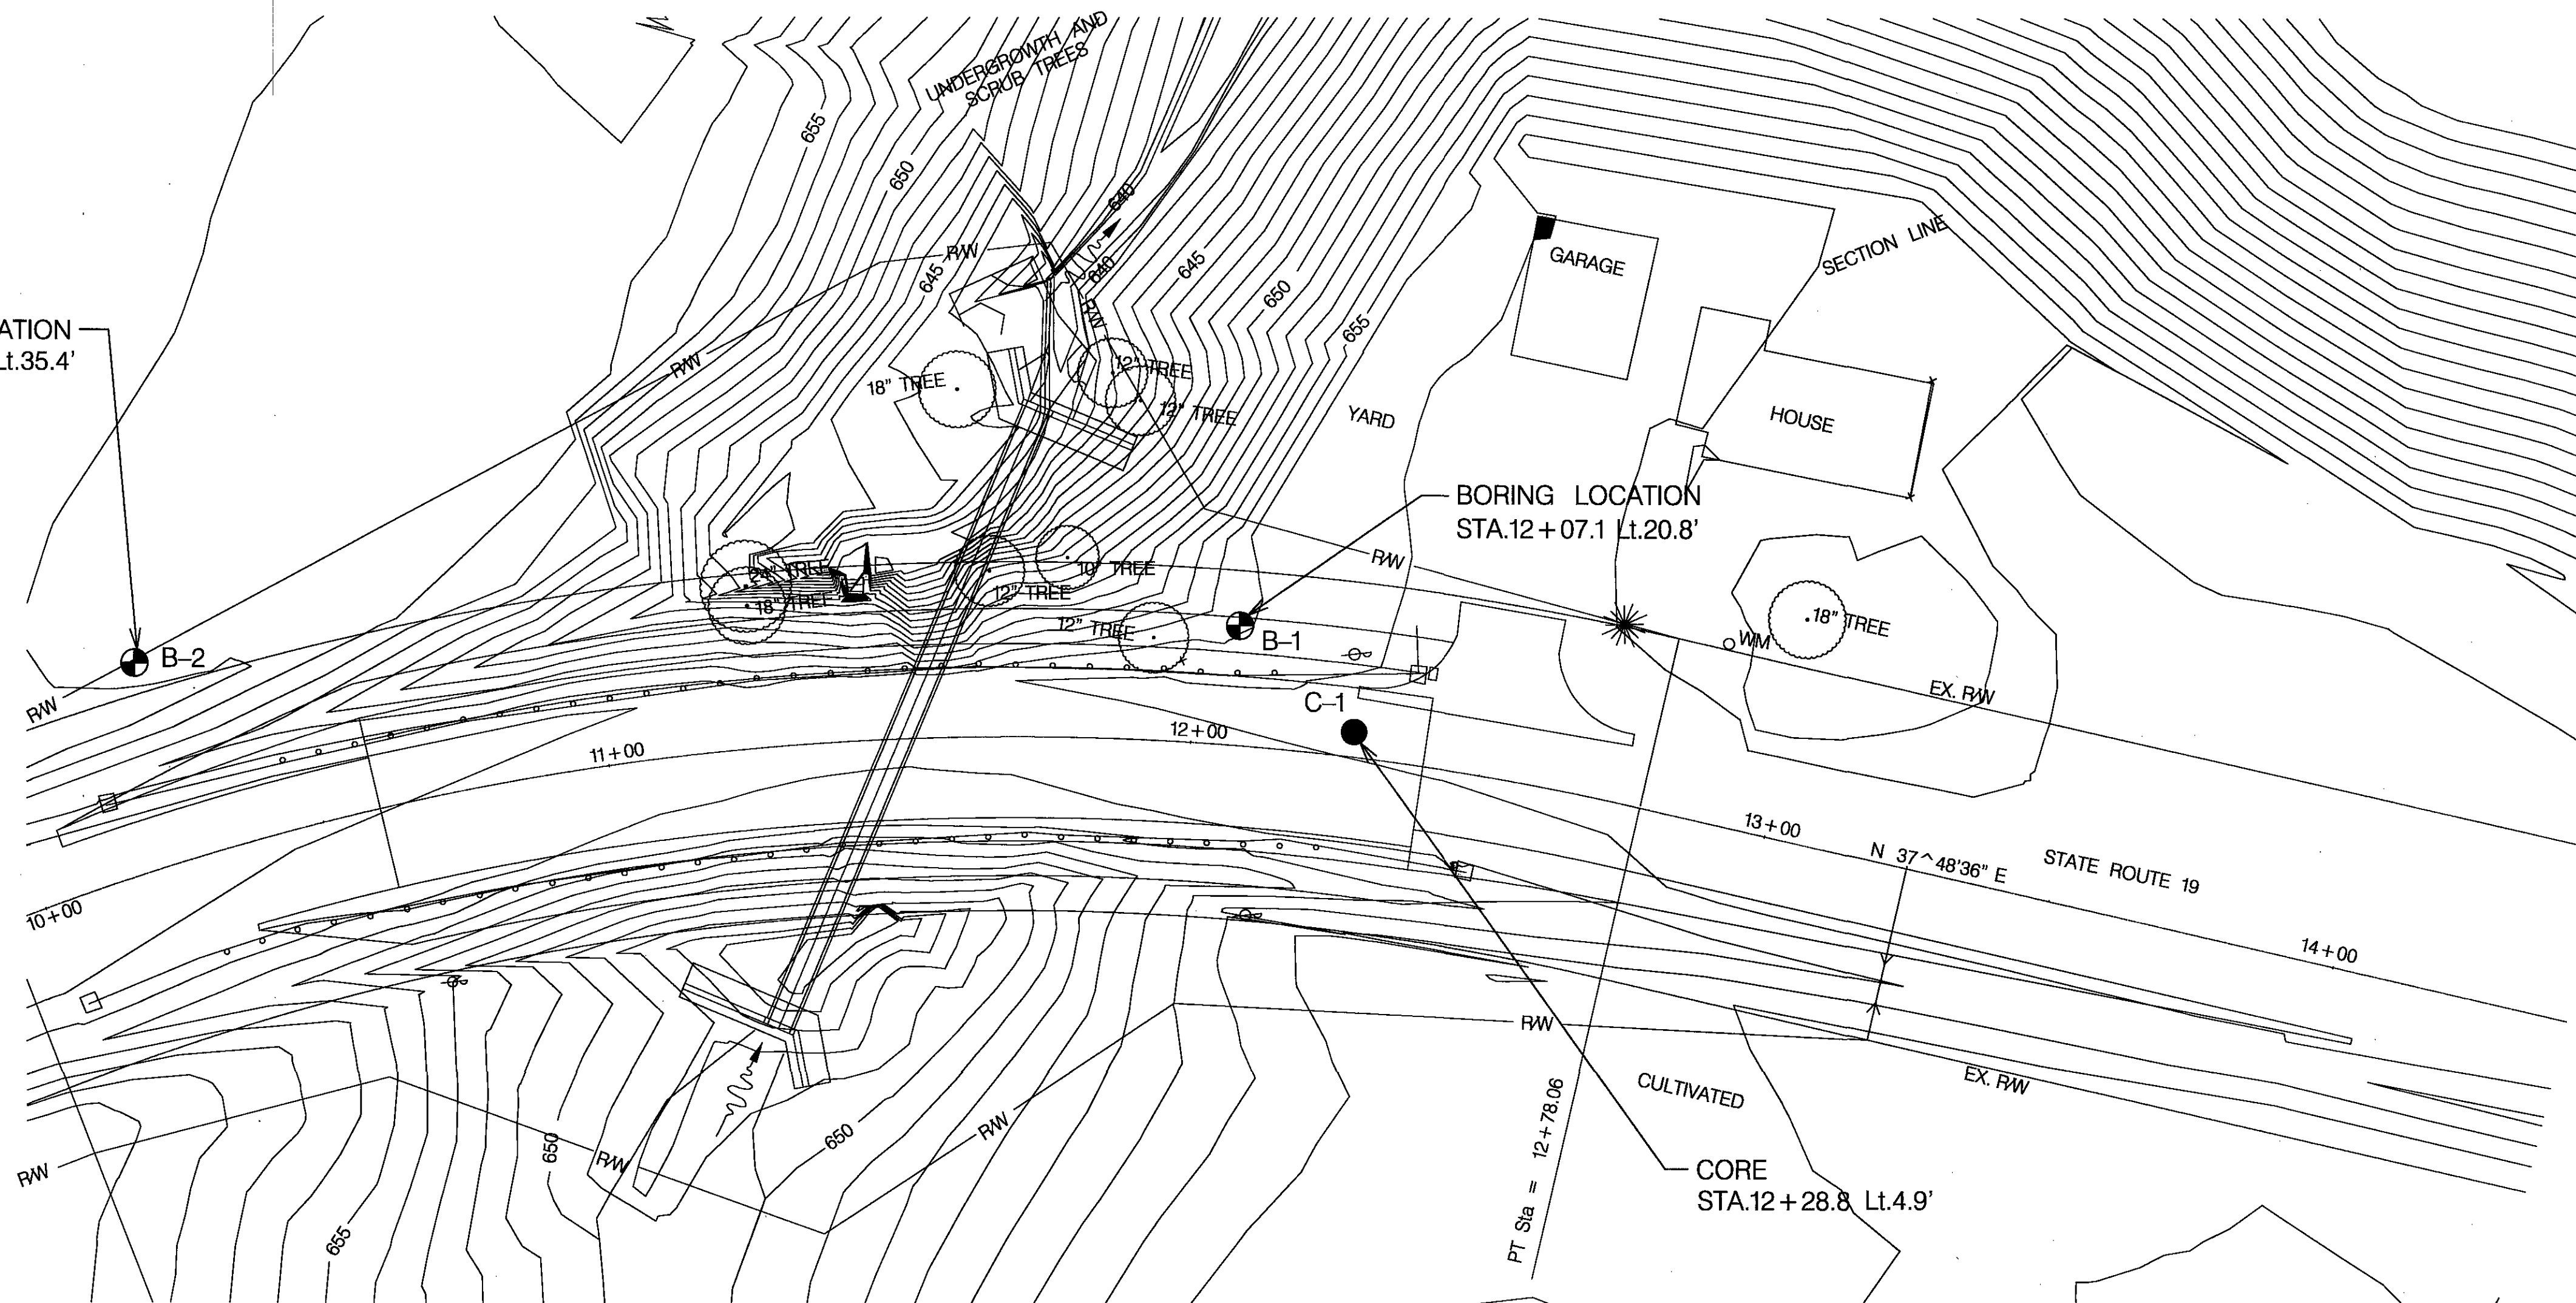 UNDERGROWTH AND
SCRUB TREES
655
650
640
R/W
645
640
645
R/W
650
655
GARAGE
SECTION LINE
ATION
Lt.35.4'
R/W
18" TREE
12" TREE
12" TREE
YARD
HOUSE
BORING LOCATION
STA.12+07.1 Lt.20.8'
R/W
24" TREE
18" TREE
10" TREE
12" TREE
12" TREE
B-1
B-2
WM
18" TREE
R/W
EX. R/W
C-1
11+00
12+00
13+00
N 37^48'36" E
STATE ROUTE 19
10+00
14+00
R/W
CULTIVATED
EX. R/W
PT Sta = 12+78.06
650
650
R/W
R/W
R/W
655
CORE
STA.12+28.8 Lt.4.9'